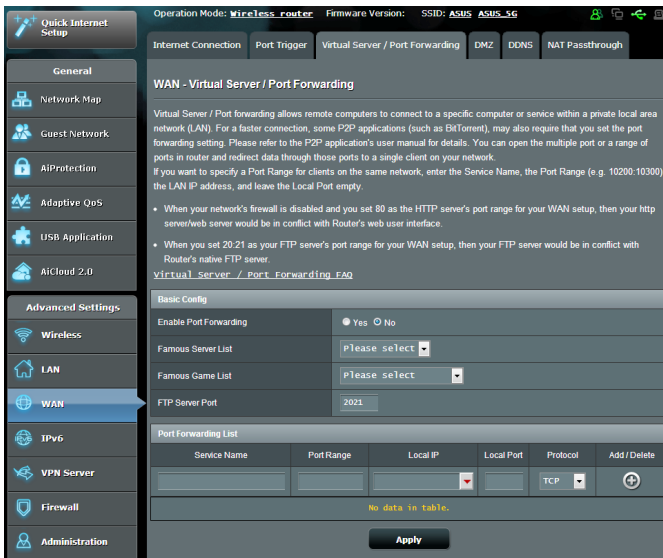 Quick Internet
Setup
Operation Mode: Wireless router Firmware Version: SSID: ASUS ASUS_5G
Internet Connection Port Trigger Virtual Server / Port Forwarding DMZ DDNS NAT Passthrough
General
Network Map
Guest Network
AiProtection
Adaptive QoS
USB Application
AiCloud 2.0
Advanced Settings
Wireless
LAN
WAN
IPv6
VPN Server
Firewall
Administration
WAN - Virtual Server / Port Forwarding
Virtual Server / Port forwarding allows remote computers to connect to a specific computer or service within a private local area
network (LAN). For a faster connection, some P2P applications (such as BitTorrent), may also require that you set the port
forwarding setting. Please refer to the P2P application's user manual for details. You can open the multiple port or a range of
ports in router and redirect data through those ports to a single client on your network.
If you want to specify a Port Range for clients on the same network, enter the Service Name, the Port Range (e.g. 10200:10300)
the LAN IP address, and leave the Local Port empty.
• When your network's firewall is disabled and you set 80 as the HTTP server's port range for your WAN setup, then your http
server/web server would be in conflict with Router's web user interface.
• When you set 20:21 as your FTP server's port range for your WAN setup, then your FTP server would be in conflict with
Router's native FTP server.
Virtual Server / Port Forwarding FAQ
Basic Config
Enable Port Forwarding Yes No
Famous Server List Please select
Famous Game List Please select
FTP Server Port 2021
Port Forwarding List
Service Name Port Range Local IP Local Port Protocol Add / Delete
TCP
No data in table.
Apply